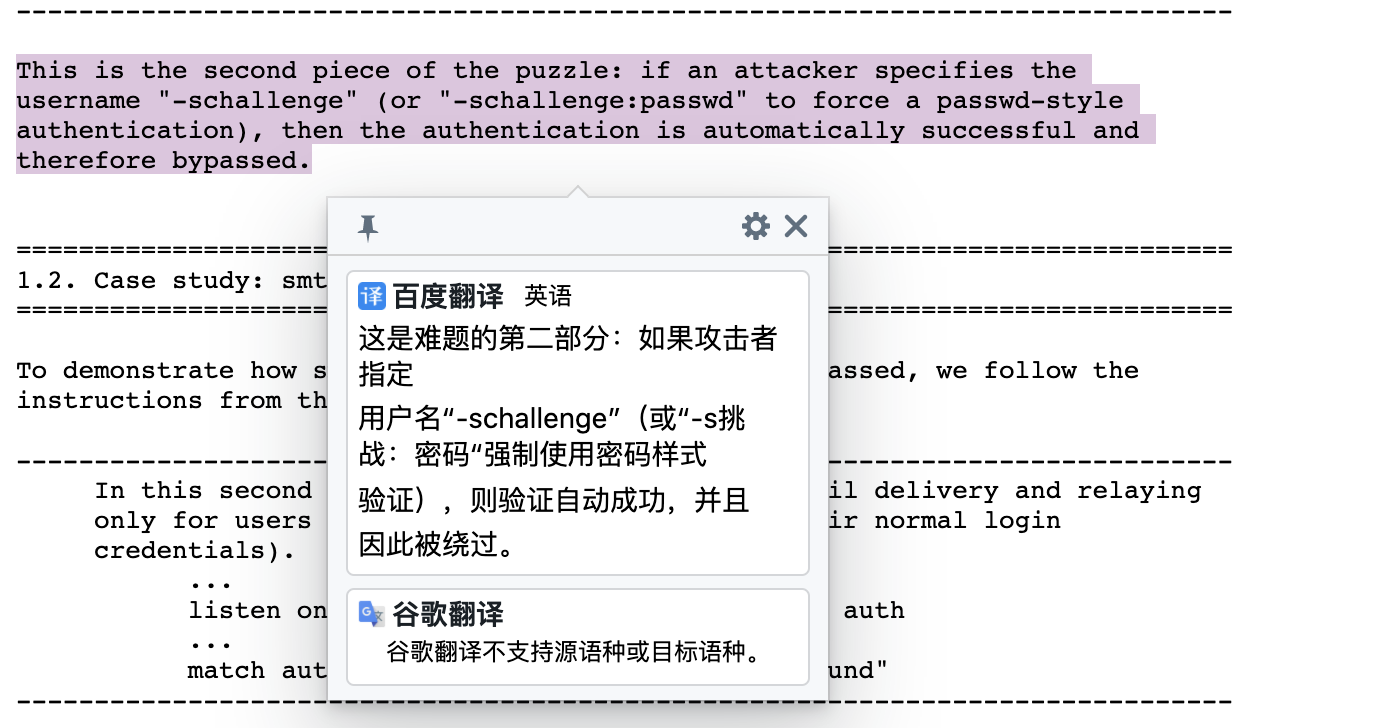 --------------------------------------------------------------------------------
This is the second piece of the puzzle: if an attacker specifies the
username "-schallenge" (or "-schallenge:passwd" to force a passwd-style
authentication), then the authentication is automatically successful and
therefore bypassed.
================================================================================
1.2. Case study: smt
================================================================================
To demonstrate how s assed, we follow the
instructions from th
--------------------------------------------------------------------------------
In this second il delivery and relaying
only for users ir normal login
credentials).
...
listen on auth
...
match aut und"
--------------------------------------------------------------------------------
译 百度翻译 英语
这是难题的第二部分：如果攻击者
指定
用户名“-schallenge”（或“-s挑
战：密码“强制使用密码样式
验证），则验证自动成功，并且
因此被绕过。
G 文 谷歌翻译
谷歌翻译不支持源语种或目标语种。